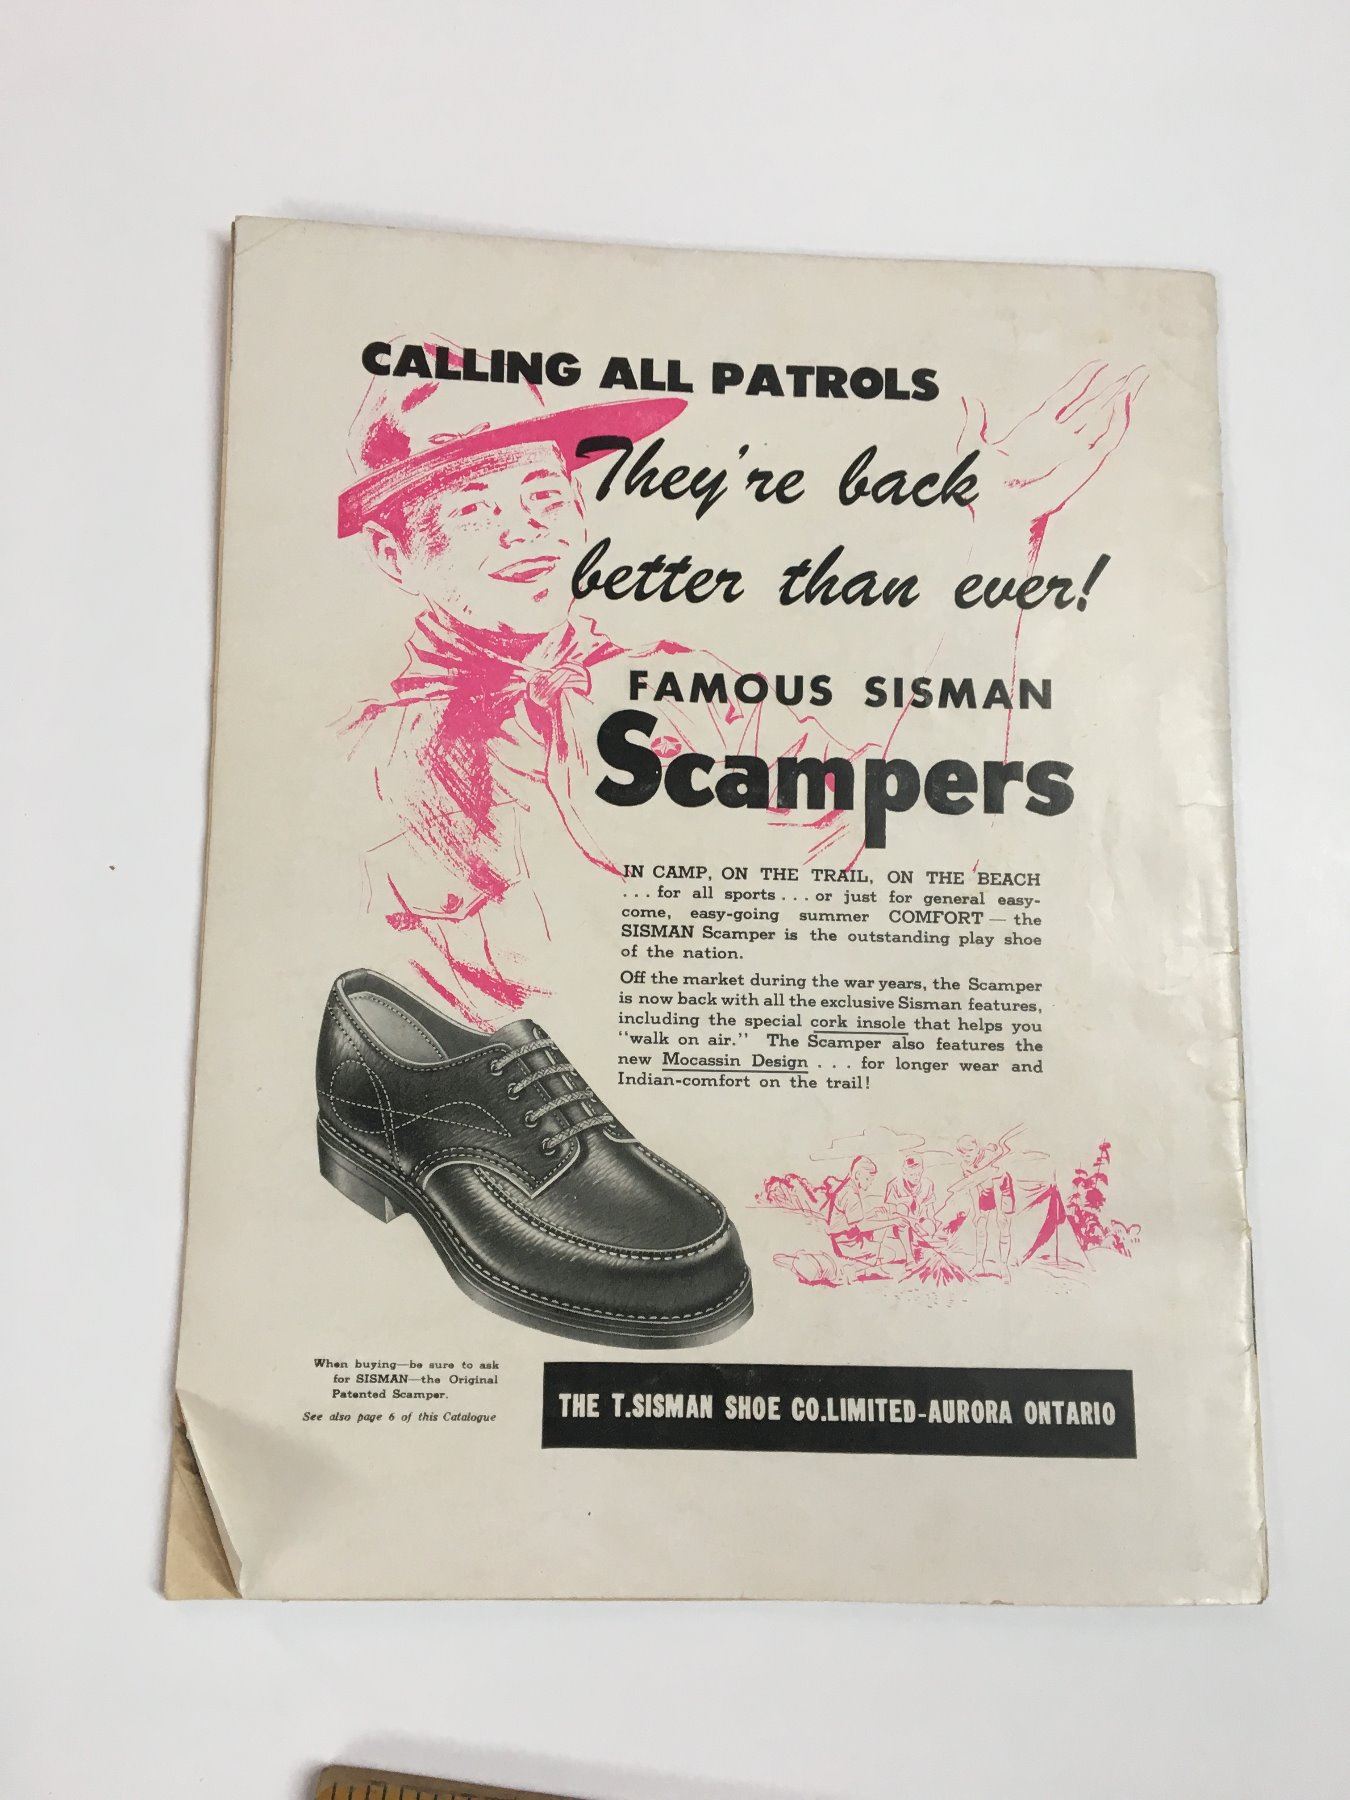 CALLING ALL PATROLS
They're back
better than ever!
FAMOUS SISMAN
Scampers
IN CAMP, ON THE TRAIL, ON THE BEACH
. . . for all sports . . . or just for general easy-
come, easy-going summer COMFORT — the
SISMAN Scamper is the outstanding play shoe
of the nation.
Off the market during the war years, the Scamper
is now back with all the exclusive Sisman features,
including the special cork insole that helps you
"walk on air." The Scamper also features the
new Mocassin Design . . . for longer wear and
Indian-comfort on the trail!
When buying—be sure to ask
for SISMAN—the Original
Patented Scamper.
See also page 6 of this Catalogue
THE T.SISMAN SHOE CO.LIMITED-AURORA ONTARIO